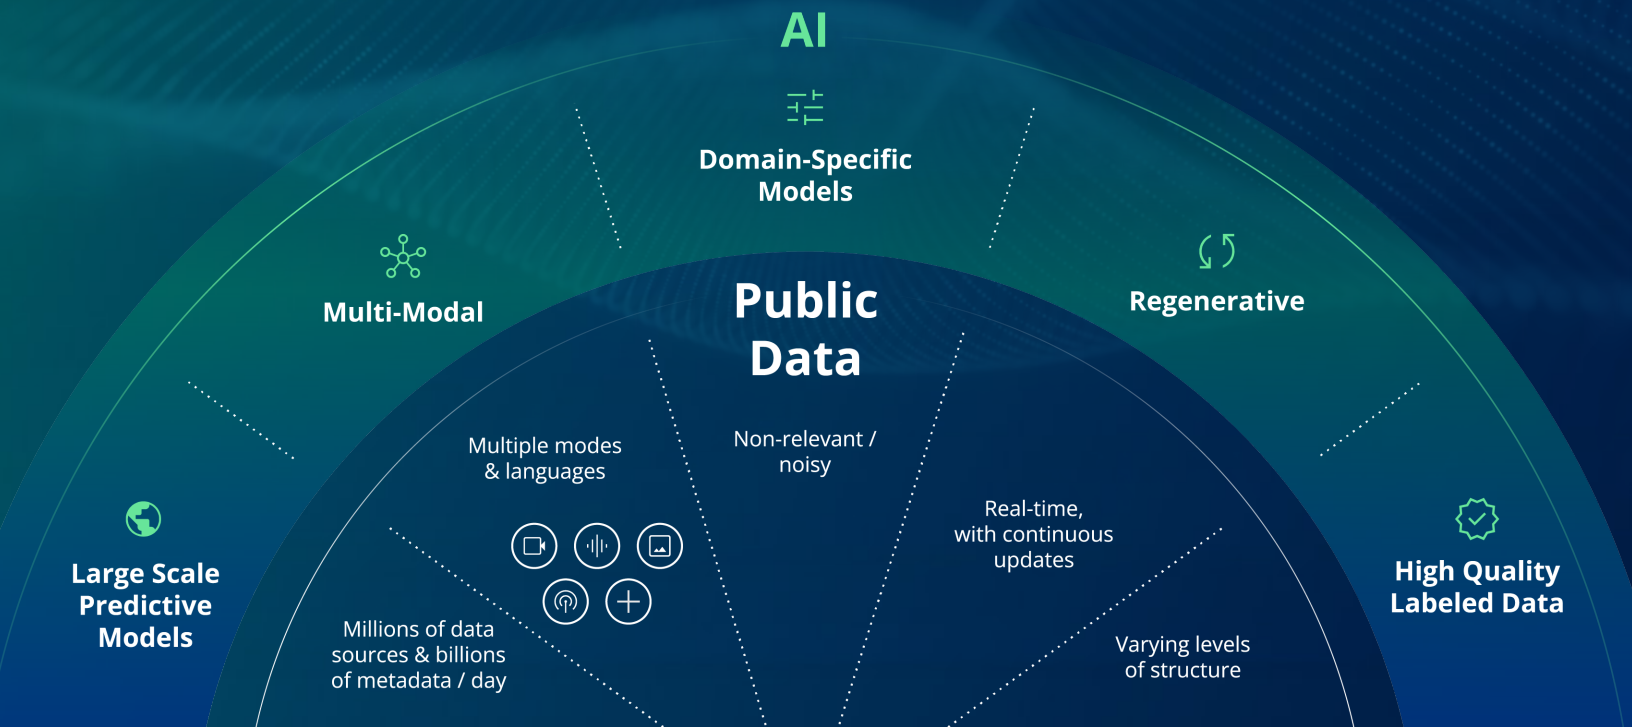 AI
Domain-Specific
Models
Multi-Modal
Regenerative
Large Scale
Predictive
Models
High Quality
Labeled Data
Public
Data
Multiple modes
& languages
Non-relevant /
noisy
Real-time,
with continuous
updates
Millions of data
sources & billions
of metadata / day
Varying levels
of structure